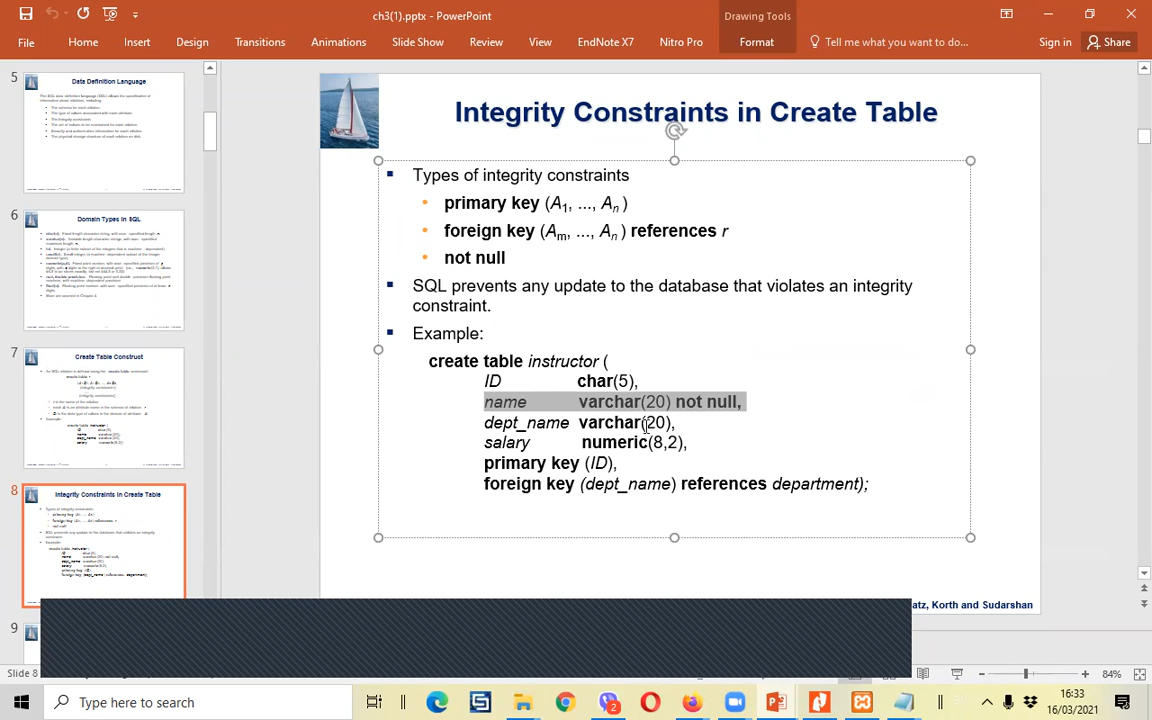 ch3(1).pptx - PowerPoint
Drawing Tools
File Home Insert Design Transitions Animations Slide Show Review View EndNote X7 Nitro Pro Format Tell me what you want to do... Sign in Share
5
Data Definition Language
6
Domain Types in SQL
7
Create Table Construct
8
Integrity Constraints in Create Table
9
Integrity Constraints in Create Table
Types of integrity constraints
primary key (A1, ..., An )
foreign key (Am, ..., An ) references r
not null
SQL prevents any update to the database that violates an integrity
constraint.
Example:
create table instructor (
ID char(5),
name varchar(20) not null,
dept_name varchar(20),
salary numeric(8,2),
primary key (ID),
foreign key (dept_name) references department);
atz, Korth and Sudarshan
Slide 8
84%
Type here to search
2
16:33
16/03/2021